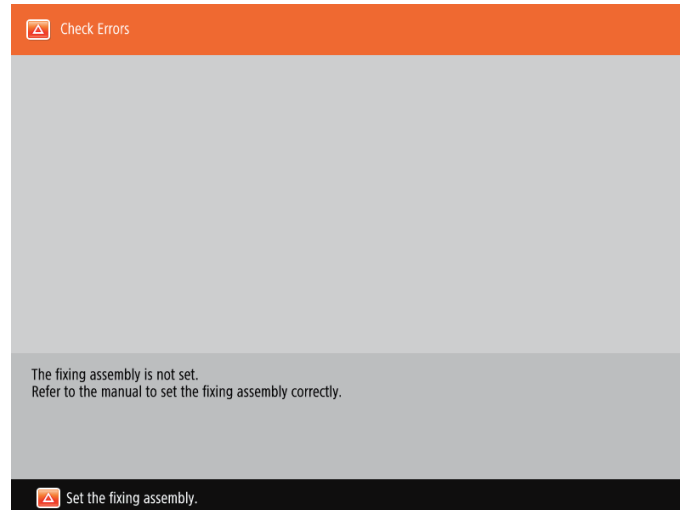 Check Errors
The fixing assembly is not set.
Refer to the manual to set the fixing assembly correctly.
Set the fixing assembly.